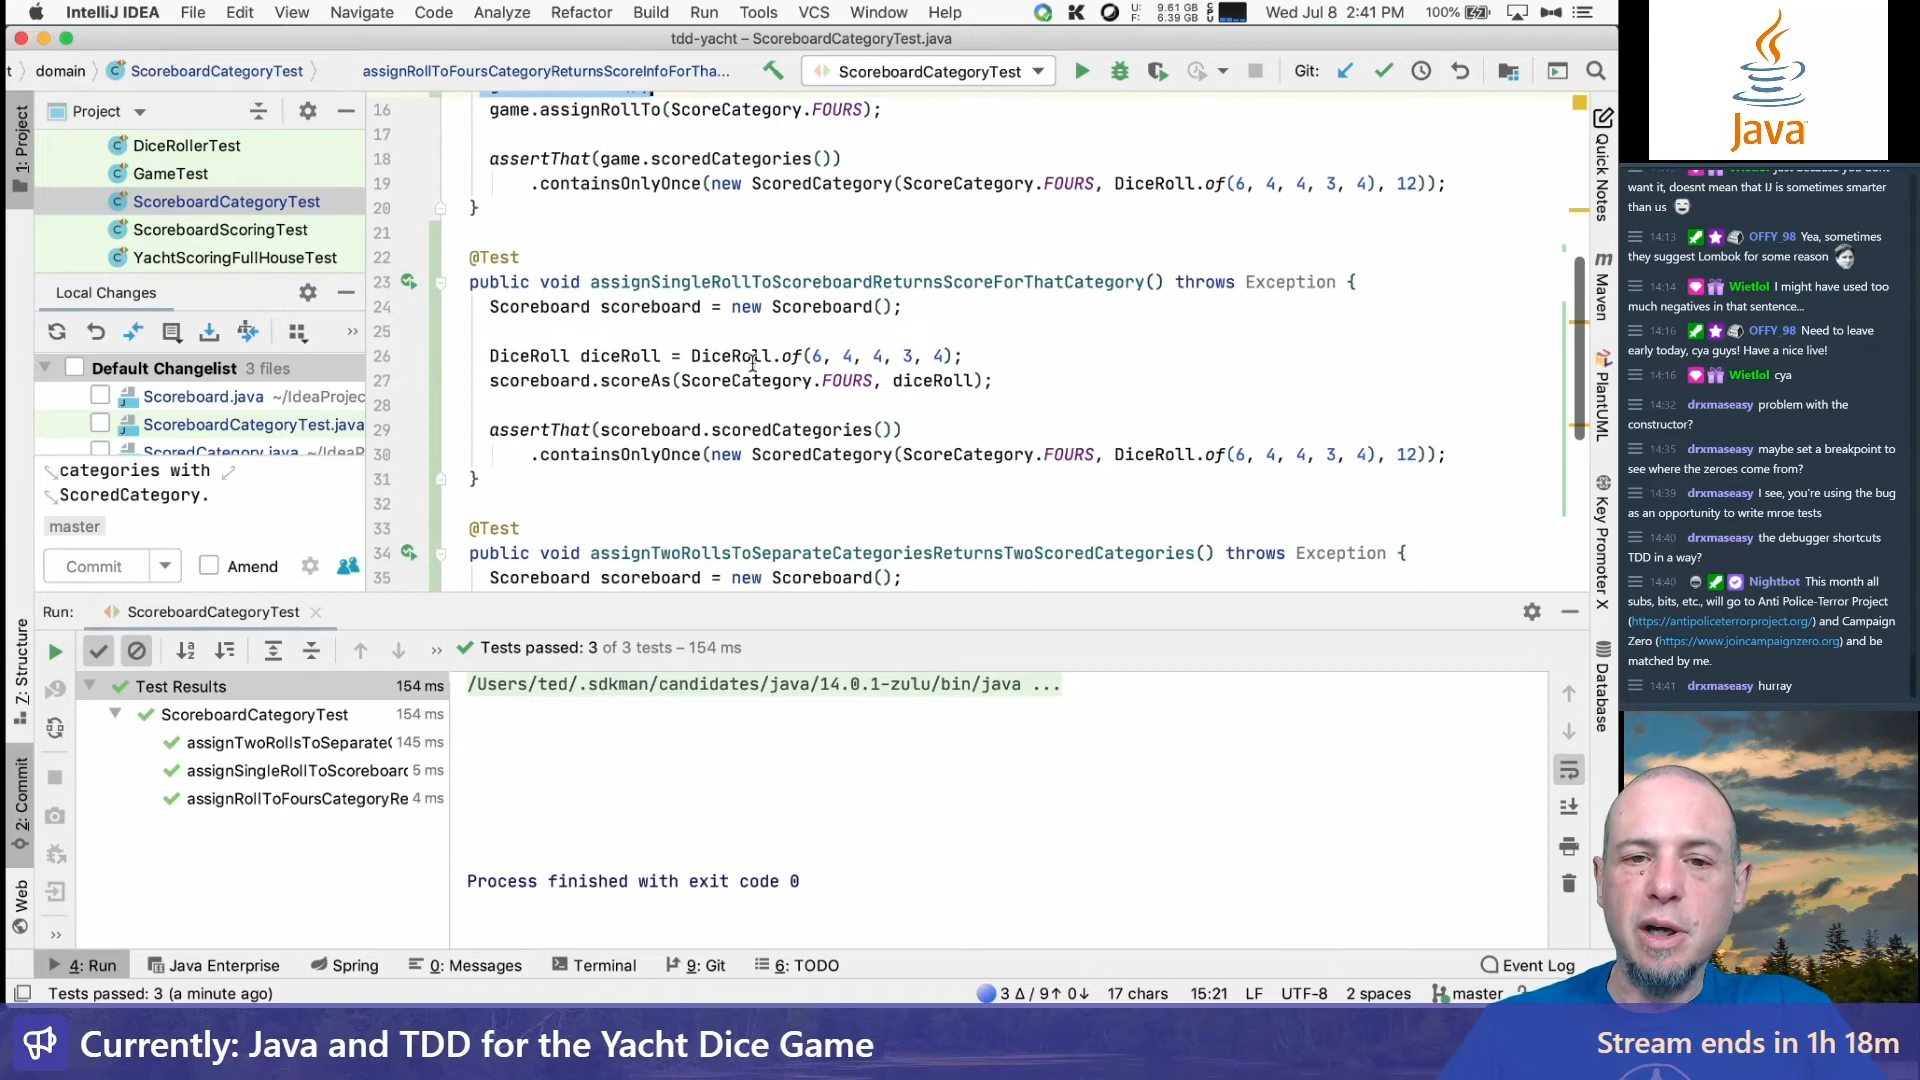 IntelliJ IDEA File Edit View Navigate Code Analyze Refactor Build Run Tools VCS Window Help
U: 9.61 GB
F: 6.39 GB
Wed Jul 8 2:41 PM 100%
tdd-yacht – ScoreboardCategoryTest.java
t domain ScoreboardCategoryTest assignRollToFoursCategoryReturnsScoreInfoForTha... ScoreboardCategoryTest Git:
Project
DiceRollerTest
GameTest
ScoreboardCategoryTest
ScoreboardScoringTest
YachtScoringFullHouseTest
Local Changes
Default Changelist 3 files
Scoreboard.java ~/IdeaProjec
ScoreboardCategoryTest.java
ScoredCategory.java ~/IdeaP
categories with
ScoredCategory.
master
Commit Amend
1: Project
7: Structure
2: Commit
Web
16 game.assignRollTo(ScoreCategory.FOURS);
17
18 assertThat(game.scoredCategories())
19 .containsOnlyOnce(new ScoredCategory(ScoreCategory.FOURS, DiceRoll.of(6, 4, 4, 3, 4), 12));
20 }
21
22 @Test
23 public void assignSingleRollToScoreboardReturnsScoreForThatCategory() throws Exception {
24 Scoreboard scoreboard = new Scoreboard();
25
26 DiceRoll diceRoll = DiceRoll.of(6, 4, 4, 3, 4);
27 scoreboard.scoreAs(ScoreCategory.FOURS, diceRoll);
28
29 assertThat(scoreboard.scoredCategories())
30 .containsOnlyOnce(new ScoredCategory(ScoreCategory.FOURS, DiceRoll.of(6, 4, 4, 3, 4), 12));
31 }
32
33 @Test
34 public void assignTwoRollsToSeparateCategoriesReturnsTwoScoredCategories() throws Exception {
35 Scoreboard scoreboard = new Scoreboard();
Quick Notes
Maven
PlantUML
Key Promoter X
Database
Run: ScoreboardCategoryTest
Tests passed: 3 of 3 tests – 154 ms
Test Results 154 ms
ScoreboardCategoryTest 154 ms
assignTwoRollsToSeparate( 145 ms
assignSingleRollToScoreboarc 5 ms
assignRollToFoursCategoryRe 4 ms
/Users/ted/.sdkman/candidates/java/14.0.1-zulu/bin/java ...
Process finished with exit code 0
4: Run Java Enterprise Spring 0: Messages Terminal 9: Git 6: TODO Event Log
Tests passed: 3 (a minute ago) 3 Δ / 9↑ 0↓ 17 chars 15:21 LF UTF-8 2 spaces master
Java
want it, doesnt mean that IJ is sometimes smarter
than us
14:13 OFFY_98 Yea, sometimes
they suggest Lombok for some reason
14:14 Wietlol I might have used too
much negatives in that sentence...
14:16 OFFY_98 Need to leave
early today, cya guys! Have a nice live!
14:16 Wietlol cya
14:32 drxmaseasy problem with the
constructor?
14:35 drxmaseasy maybe set a breakpoint to
see where the zeroes come from?
14:39 drxmaseasy I see, you're using the bug
as an opportunity to write mroe tests
14:40 drxmaseasy the debugger shortcuts
TDD in a way?
14:40 Nightbot This month all
subs, bits, etc., will go to Anti Police-Terror Project
(https://antipoliceterrorproject.org/) and Campaign
Zero (https://www.joincampaignzero.org) and be
matched by me.
14:41 drxmaseasy hurray
Currently: Java and TDD for the Yacht Dice Game
Stream ends in 1h 18m